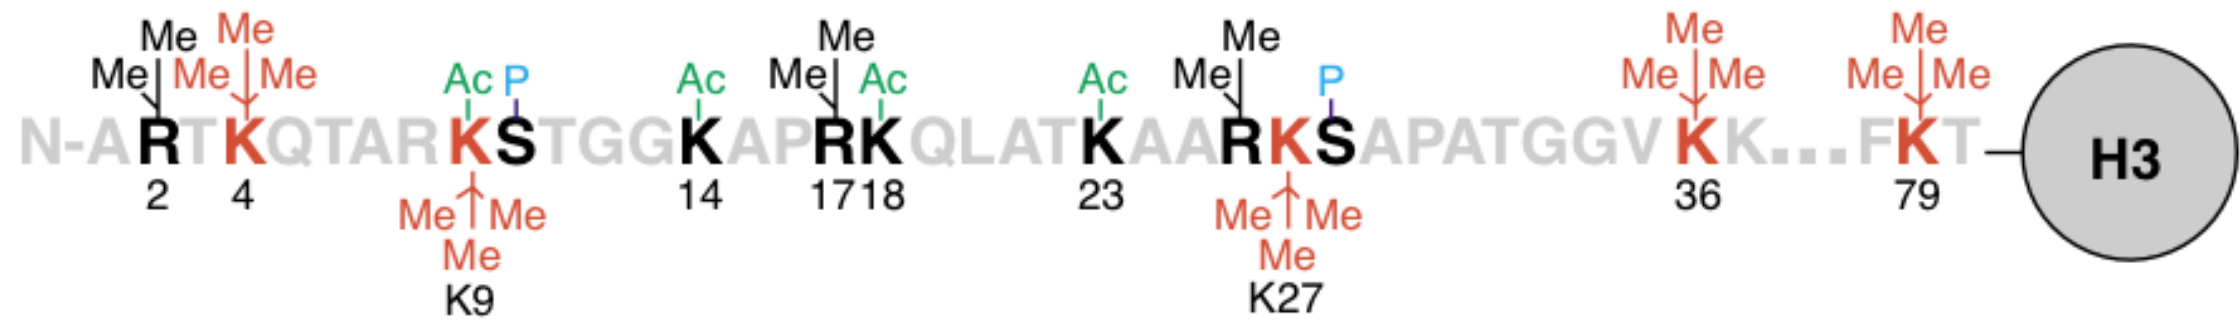 Me Me Me Me Me Me
Me Me Me Ac P Ac Me Ac Ac Me P Me Me Me Me
N-ARTKQTARKSTGGKAPRKQLATKAARKSAPATGGVKK...FKT H3
2 4 14 17 18 23 36 79
Me Me Me Me
Me Me
K9 K27